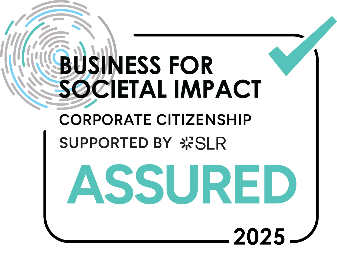 BUSINESS FOR
SOCIETAL IMPACT
CORPORATE CITIZENSHIP
SUPPORTED BY SLR
ASSURED
2025